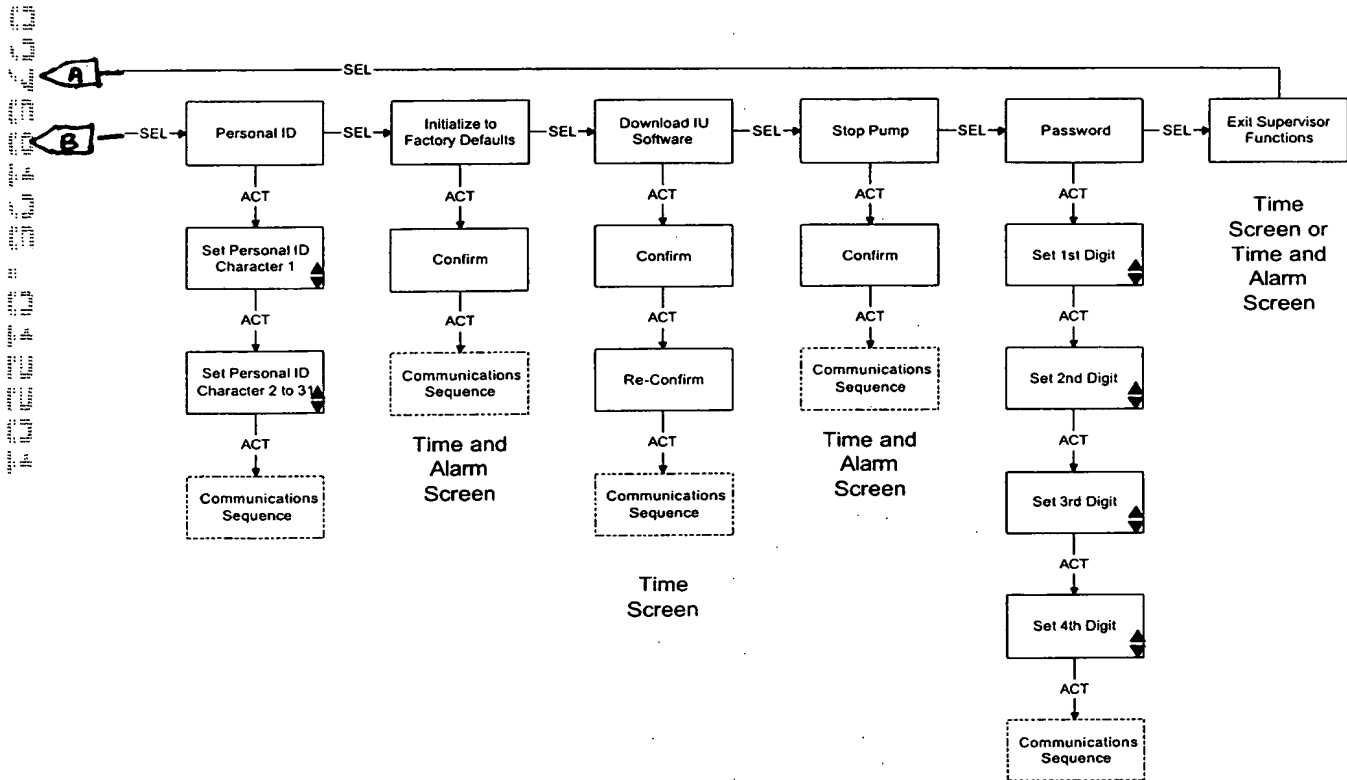 A
SEL
B
SEL
Personal ID
SEL
Initialize to
Factory Defaults
SEL
Download IU
Software
SEL
Stop Pump
SEL
Password
SEL
Exit Supervisor
Functions
ACT
ACT
ACT
ACT
ACT
Time
Screen or
Time and
Alarm
Screen
Set Personal ID
Character 1
Confirm
Confirm
Confirm
Set 1st Digit
ACT
ACT
ACT
ACT
ACT
Set Personal ID
Character 2 to 31
Communications
Sequence
Re-Confirm
Communications
Sequence
Set 2nd Digit
ACT
Time and
Alarm
Screen
ACT
Time and
Alarm
Screen
ACT
Communications
Sequence
Communications
Sequence
Set 3rd Digit
Time
Screen
ACT
Set 4th Digit
ACT
Communications
Sequence